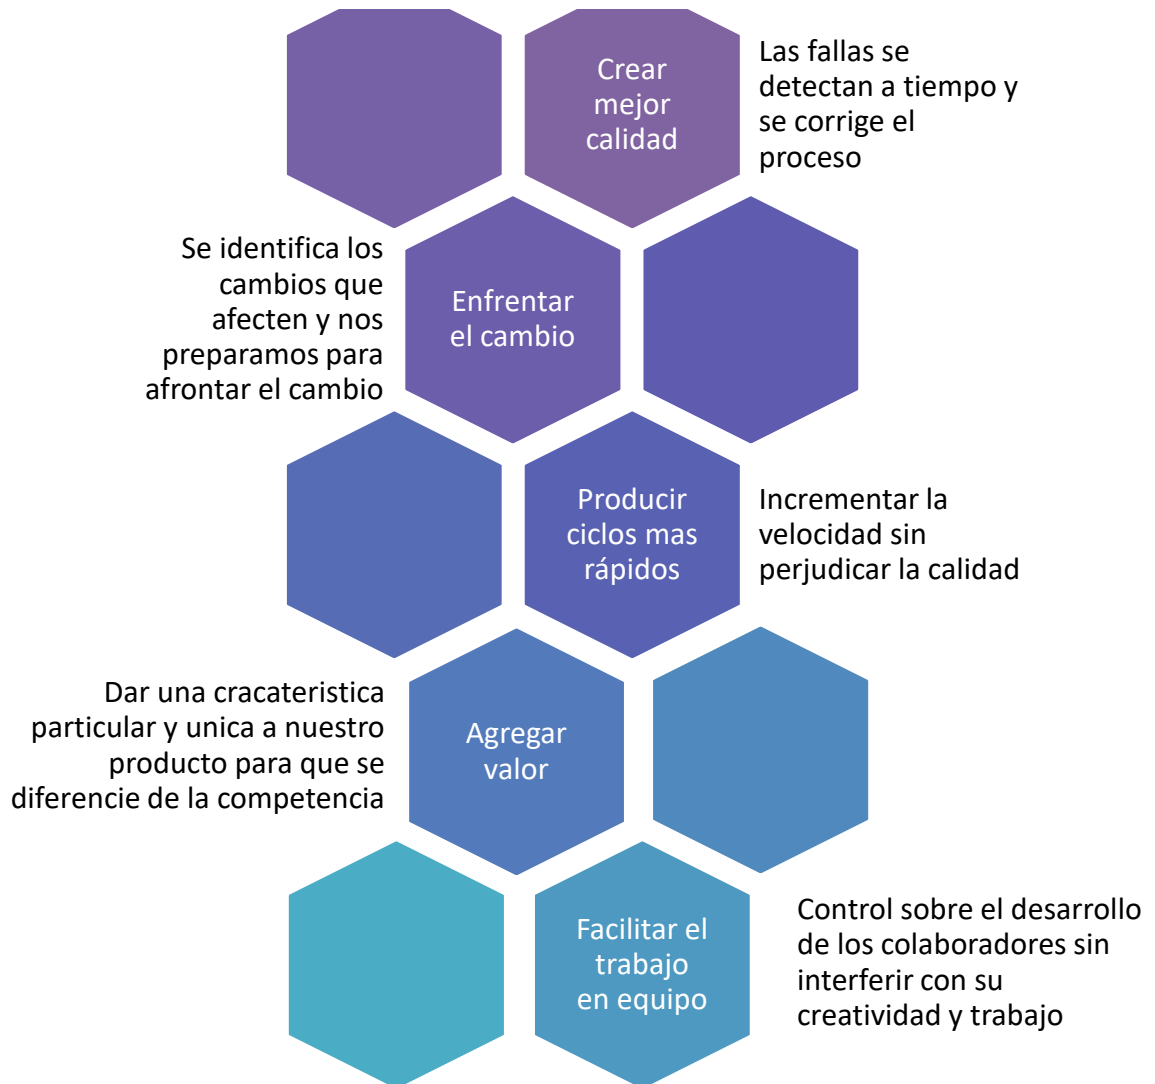 Crear
mejor
calidad
Las fallas se
detectan a tiempo y
se corrige el
proceso
Se identifica los
cambios que
afecten y nos
preparamos para
afrontar el cambio
Enfrentar
el cambio
Producir
ciclos mas
rápidos
Incrementar la
velocidad sin
perjudicar la calidad
Dar una cracateristica
particular y unica a nuestro
producto para que se
diferencie de la competencia
Agregar
valor
Facilitar el
trabajo
en equipo
Control sobre el desarrollo
de los colaboradores sin
interferir con su
creatividad y trabajo